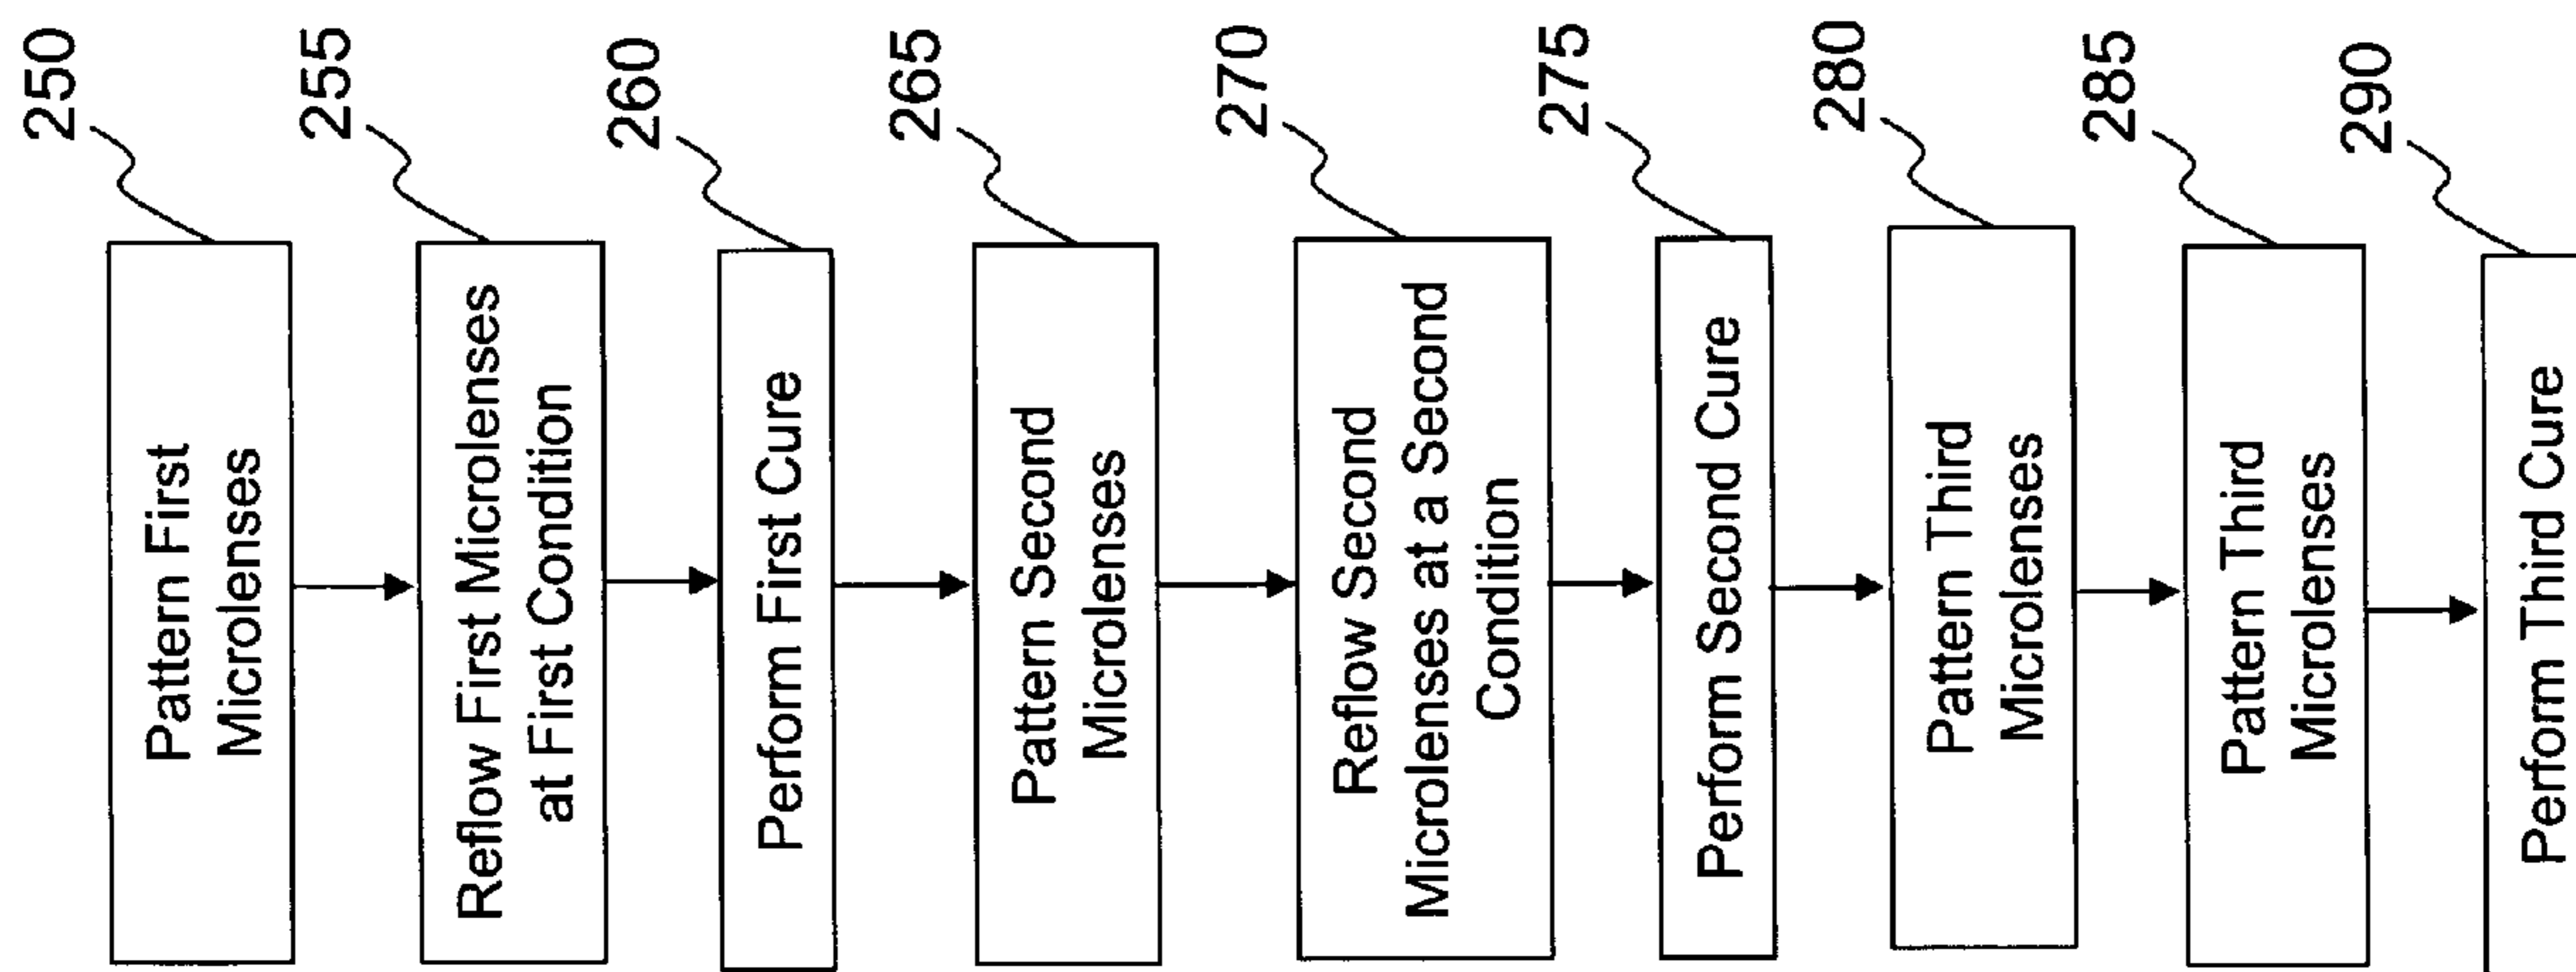 250
Pattern First
Microlenses
255
Reflow First Microlenses
at First Condition
260
Perform First Cure
265
Pattern Second
Microlenses
270
Reflow Second
Microlenses at a Second
Condition
275
Perform Second Cure
280
Pattern Third
Microlenses
285
Pattern Third
Microlenses
290
Perform Third Cure